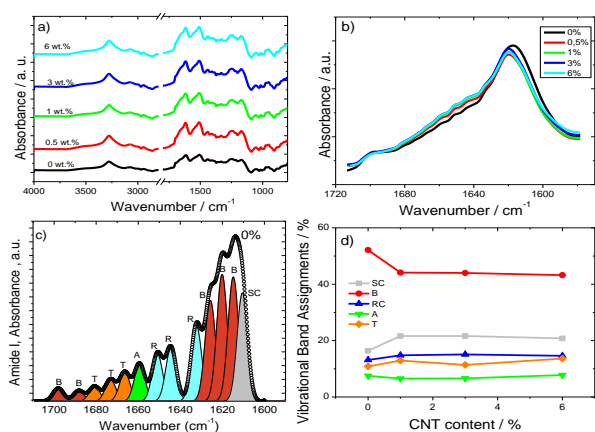 a)
6 wt.%
3 wt.%
1 wt.%
0.5 wt.%
0 wt.%
Absorbance / a. u.
4000 3500 3000 1500 1000
Wavenumber / cm-1
b)
0%
0,5%
1%
3%
6%
Absorbance / a. u.
1720 1680 1640 1600
Wavenumber / cm-1
c)
0%
B B T T T A R R R B B B SC
Amide I, Absorbance , a.u.
1700 1680 1660 1640 1620 1600
Wavenumber (cm-1)
d)
60
40
20
0
SC
B
RC
A
T
Vibrational Band Assignments / %
0 1 2 3 4 5 6
CNT content / %